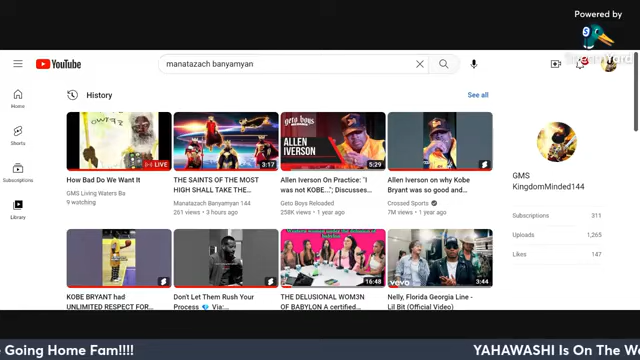 Powered by
YouTube
manatazach banyamyan
Home
Shorts
Subscriptions
Library
History
See all
LIVE
How Bad Do We Want It
GMS Living Waters Ba
9 watching
3:17
THE SAINTS OF THE MOST
HIGH SHALL TAKE THE...
Manatazach Banyamyan 144
261 views • 3 hours ago
geto boys
ALLEN
IVERSON
5:29
Allen Iverson On Practice: "I
was not KOBE..."; Discusses...
Geto Boys Reloaded
258K views • 1 year ago
Allen Iverson on why Kobe
Bryant was so good and...
Crossed Sports
7M views • 1 year ago
GMS
KingdomMinded144
Subscriptions 311
Uploads 1,265
Likes 147
KOBE BRYANT had
UNLIMITED RESPECT FOR...
Don't Let Them Rush Your
Process 💎 Via:...
16:48
THE DELUSIONAL WOM3N OF
BABYLON A certified...
vevo
3:44
Nelly, Florida Georgia Line -
Lil Bit (Official Video)
Going Home Fam!!!!
YAHAWASHI Is On The